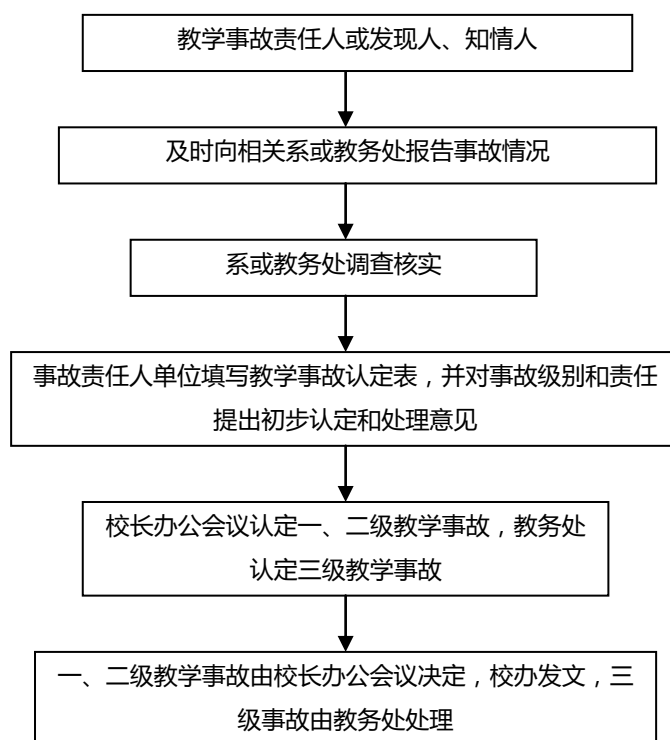 教学事故责任人或发现人、知情人
及时向相关系或教务处报告事故情况
系或教务处调查核实
事故责任人单位填写教学事故认定表，并对事故级别和责任
提出初步认定和处理意见
校长办公会议认定一、二级教学事故，教务处
认定三级教学事故
一、二级教学事故由校长办公会议决定，校办发文，三
级事故由教务处处理